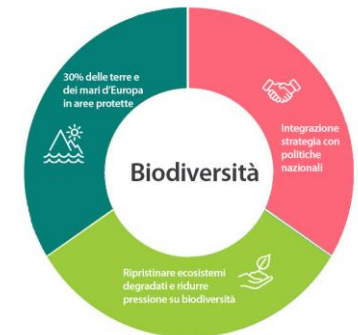 30% delle terre e
dei mari d'Europa
in aree protette
Integrazione
strategia con
politiche
nazionali
Biodiversità
Ripristinare ecosistemi
degradati e ridurre
pressione su biodiversità